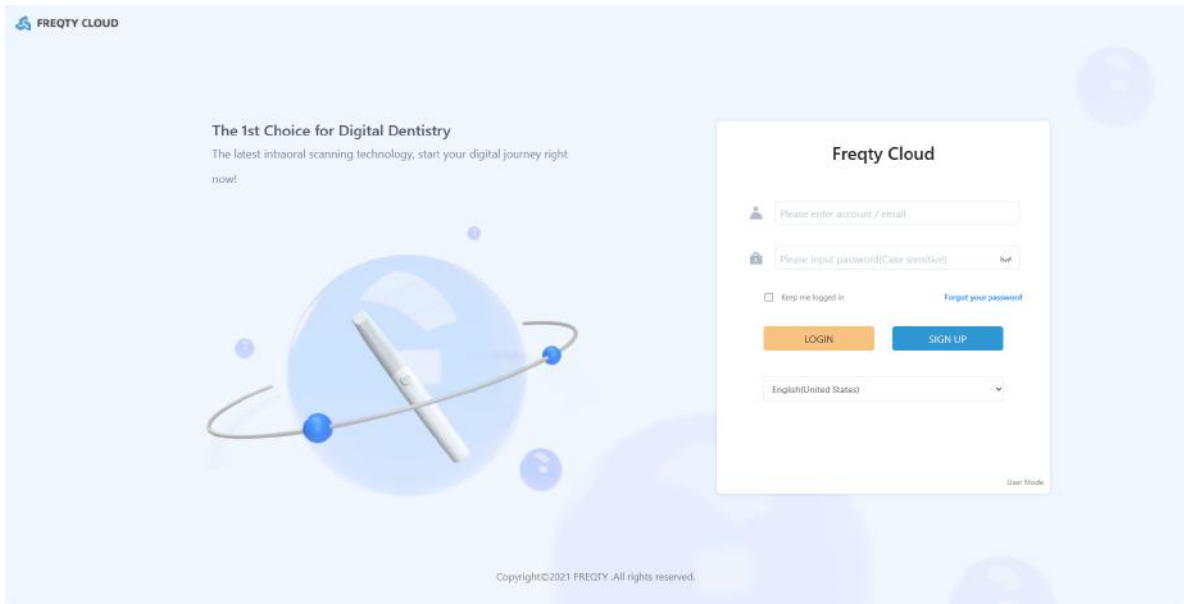 FREQTY CLOUD
The 1st Choice for Digital Dentistry
The latest intraoral scanning technology, start your digital journey right
now!
Freqty Cloud
Please enter account / email
Please input password(Case sensitive)
Keep me logged in
Forgot your password
LOGIN
SIGN UP
English(United States)
User Mode
Copyright©2021 FREQTY .All rights reserved.